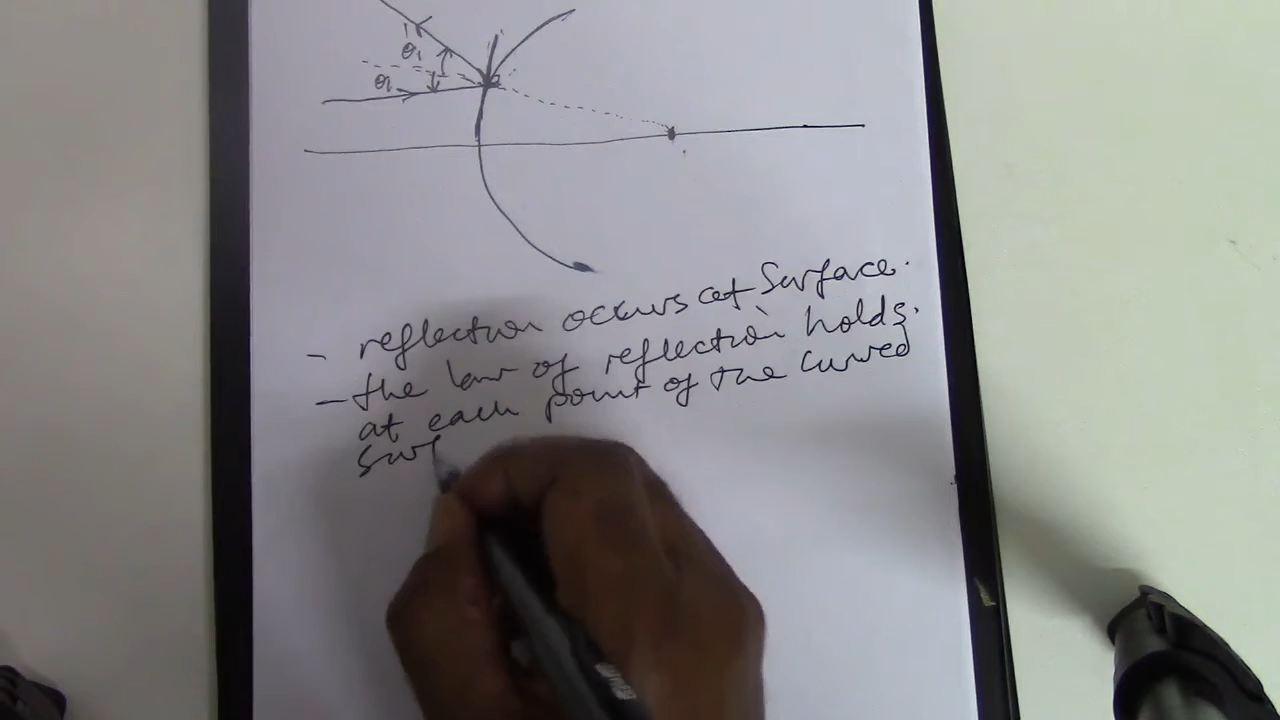 θ₁
θ₁
- reflection occurs at surface.
- the law of reflection holds.
at each point of the curved
surf